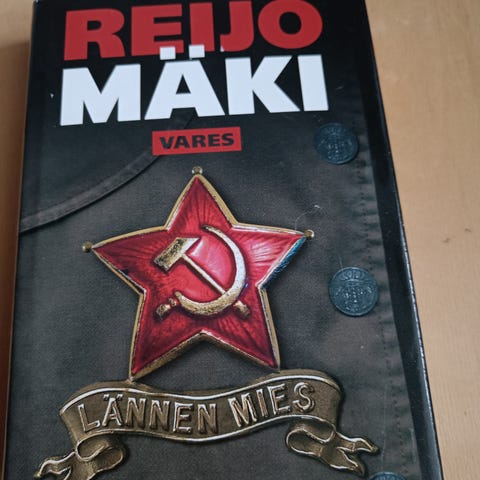 REIJO
MÄKI
VARES
LÄNNEN MIES